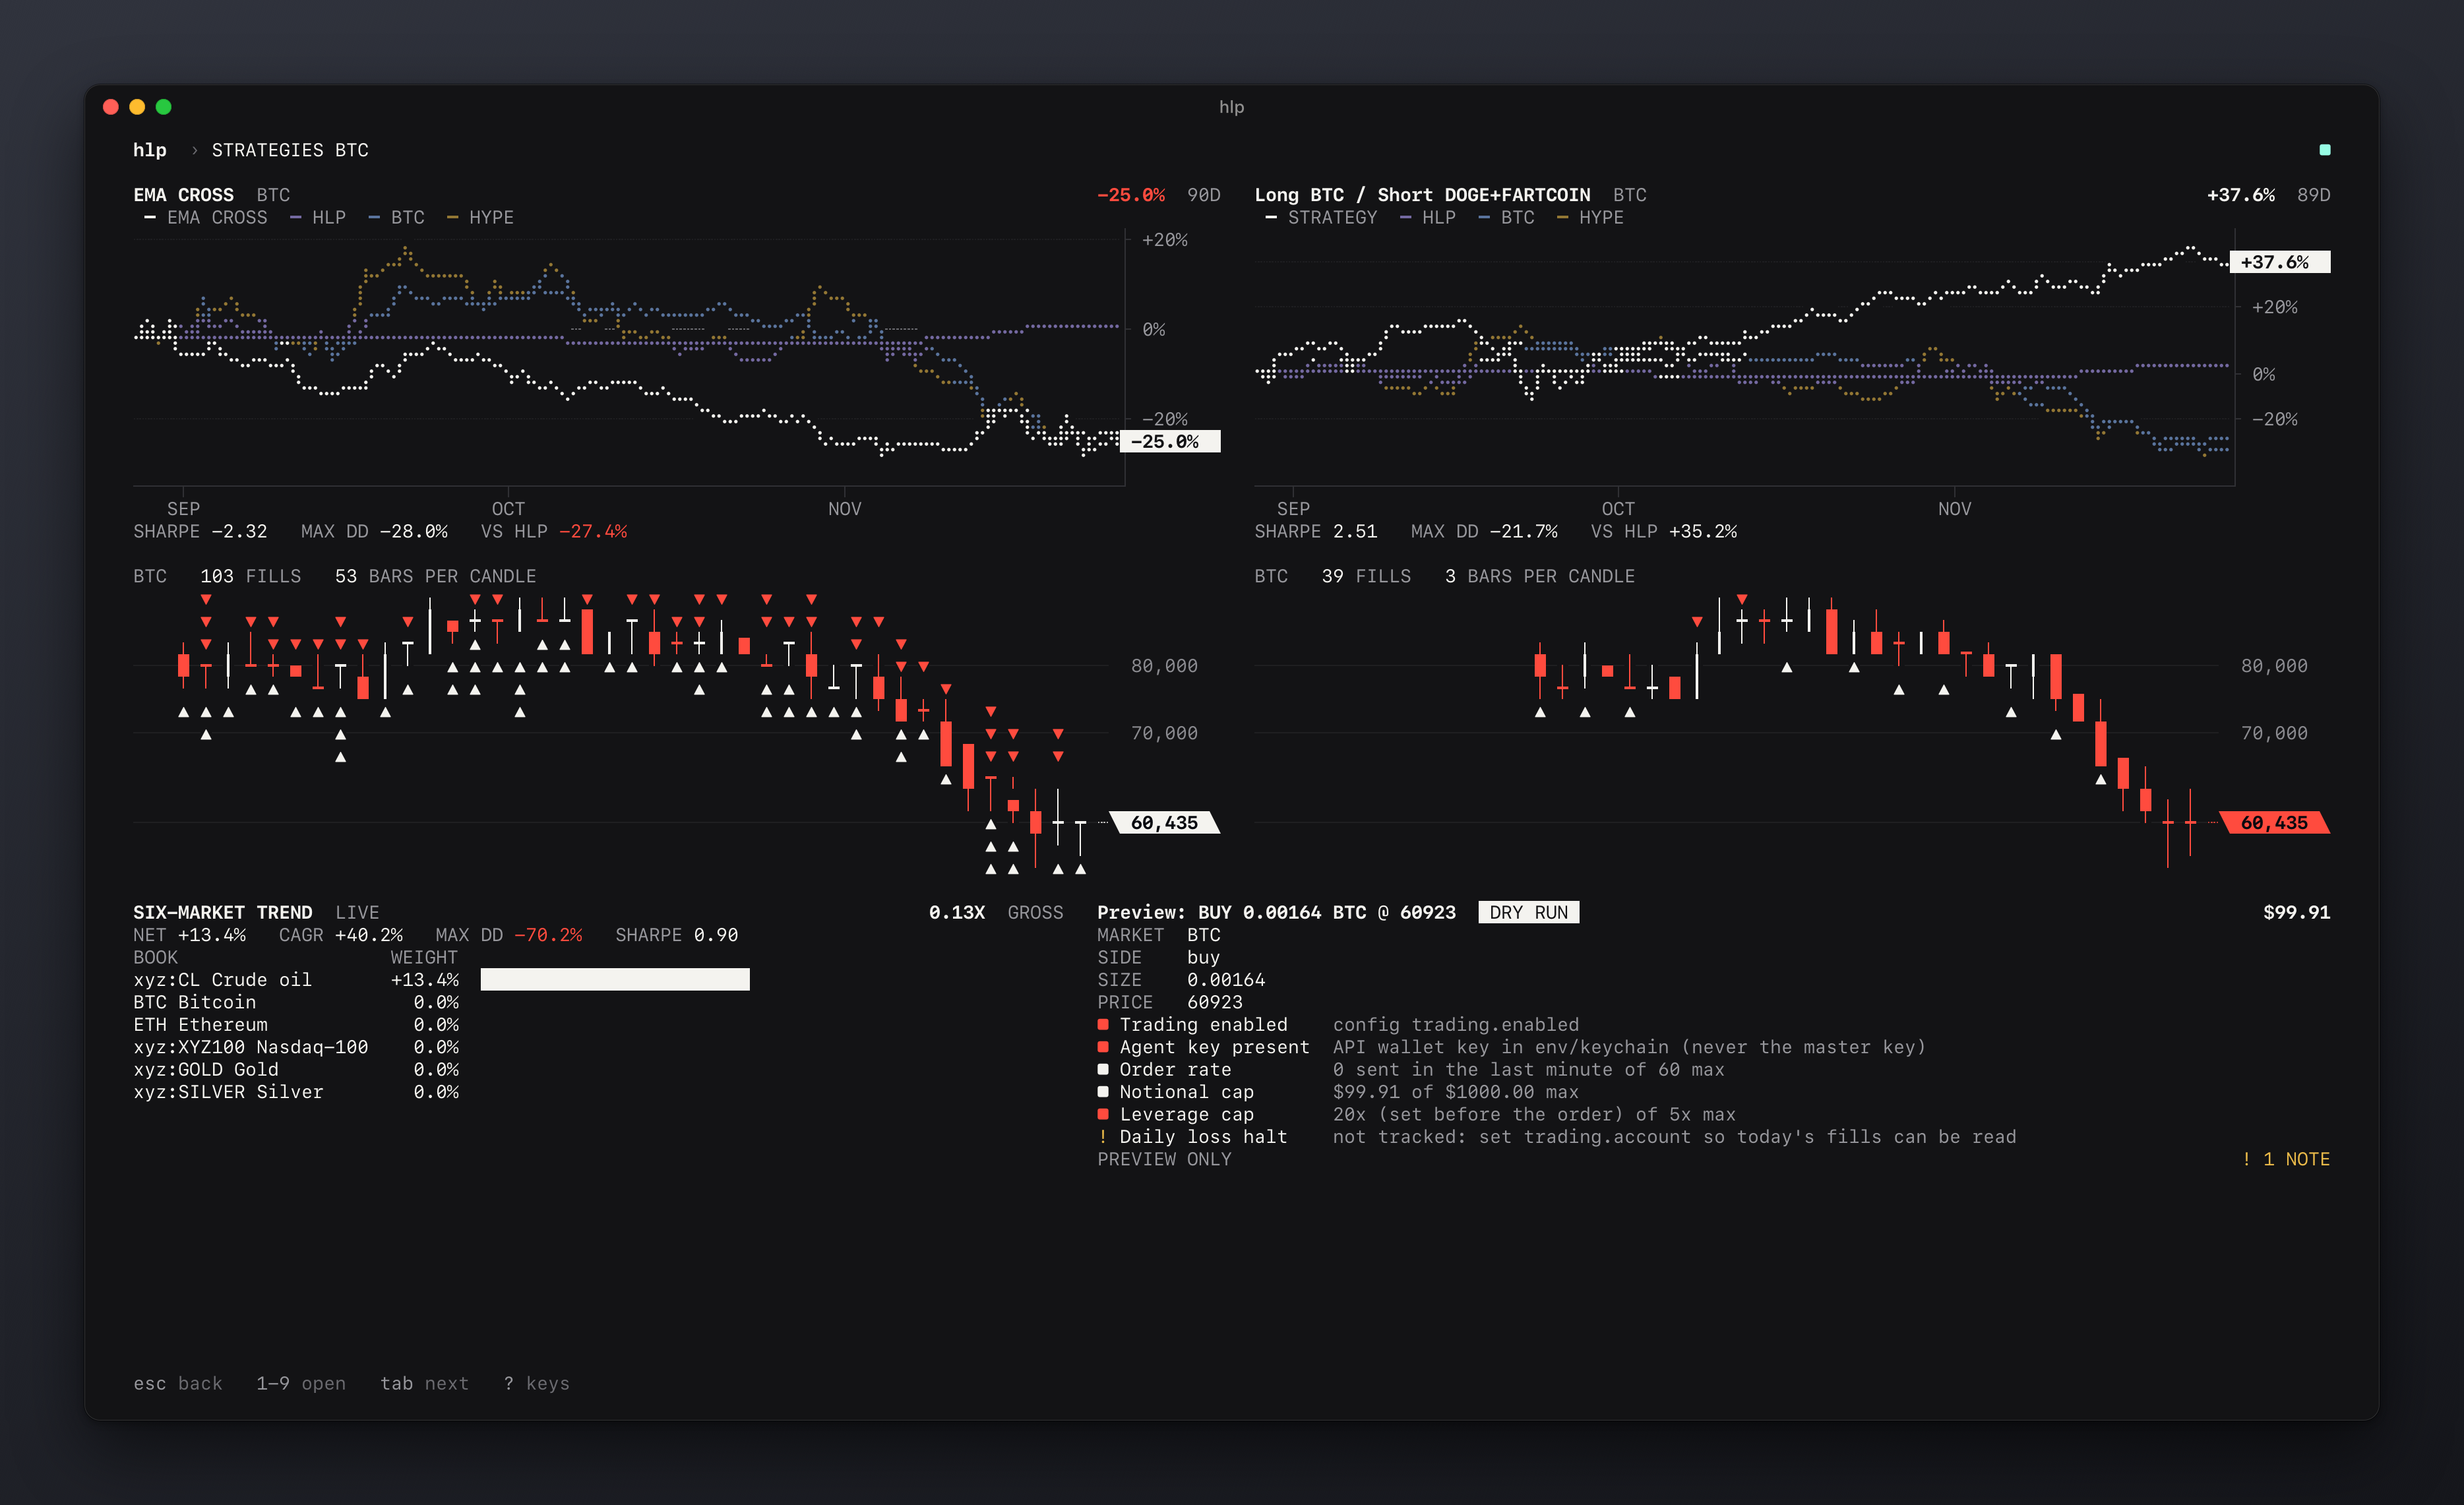 hlp
hlp › STRATEGIES BTC
EMA CROSS BTC −25.0% 90D
EMA CROSS HLP BTC HYPE
+20%
0%
−20%
−25.0%
SEP OCT NOV
SHARPE −2.32 MAX DD −28.0% VS HLP −27.4%
BTC 103 FILLS 53 BARS PER CANDLE
80,000
70,000
60,435
Long BTC / Short DOGE+FARTCOIN BTC +37.6% 89D
STRATEGY HLP BTC HYPE
+37.6%
+20%
0%
−20%
SEP OCT NOV
SHARPE 2.51 MAX DD −21.7% VS HLP +35.2%
BTC 39 FILLS 3 BARS PER CANDLE
80,000
70,000
60,435
SIX−MARKET TREND LIVE 0.13X GROSS
NET +13.4% CAGR +40.2% MAX DD −70.2% SHARPE 0.90
BOOK WEIGHT
xyz:CL Crude oil +13.4%
BTC Bitcoin 0.0%
ETH Ethereum 0.0%
xyz:XYZ100 Nasdaq−100 0.0%
xyz:GOLD Gold 0.0%
xyz:SILVER Silver 0.0%
Preview: BUY 0.00164 BTC @ 60923 DRY RUN $99.91
MARKET BTC
SIDE buy
SIZE 0.00164
PRICE 60923
Trading enabled config trading.enabled
Agent key present API wallet key in env/keychain (never the master key)
Order rate 0 sent in the last minute of 60 max
Notional cap $99.91 of $1000.00 max
Leverage cap 20x (set before the order) of 5x max
! Daily loss halt not tracked: set trading.account so today's fills can be read
PREVIEW ONLY ! 1 NOTE
esc back 1−9 open tab next ? keys